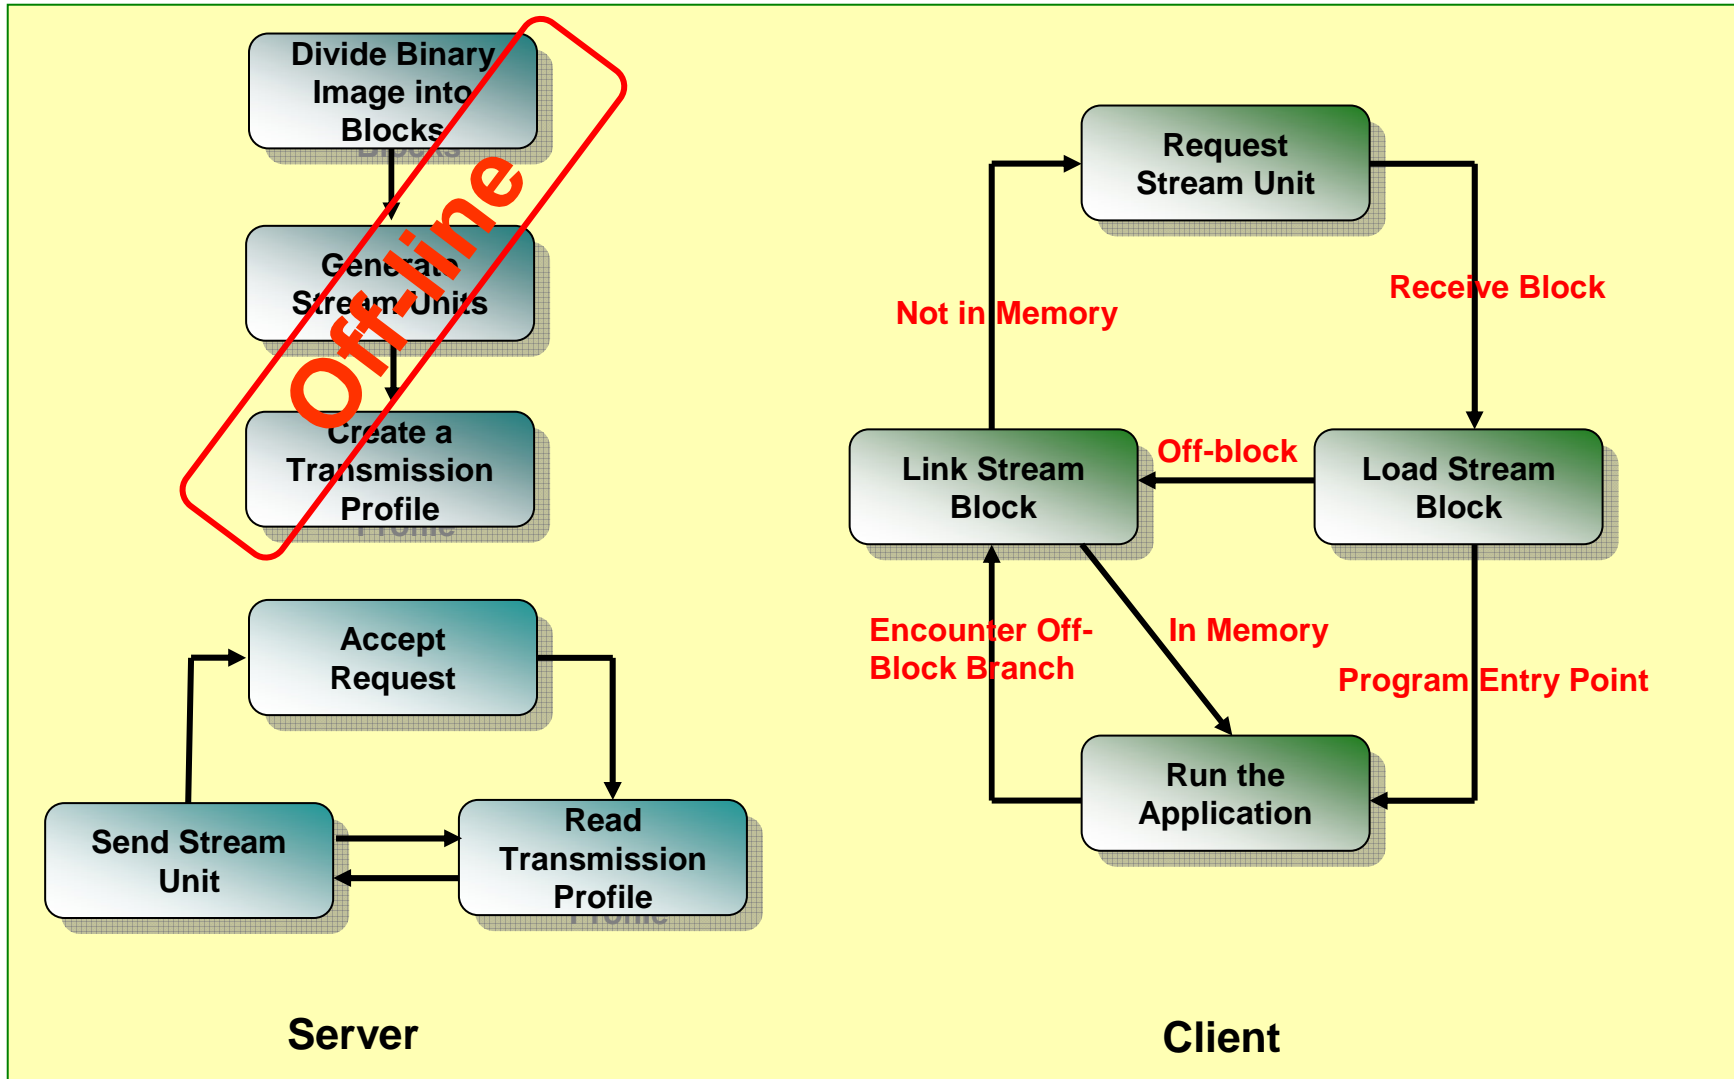 Divide Binary
Image into
Blocks
Generate
Stream Units
Create a
Transmission
Profile
Off-line
Accept
Request
Send Stream
Unit
Read
Transmission
Profile
Server
Request
Stream Unit
Not in Memory
Receive Block
Link Stream
Block
Off-block
Load Stream
Block
Encounter Off-
Block Branch
In Memory
Program Entry Point
Run the
Application
Client